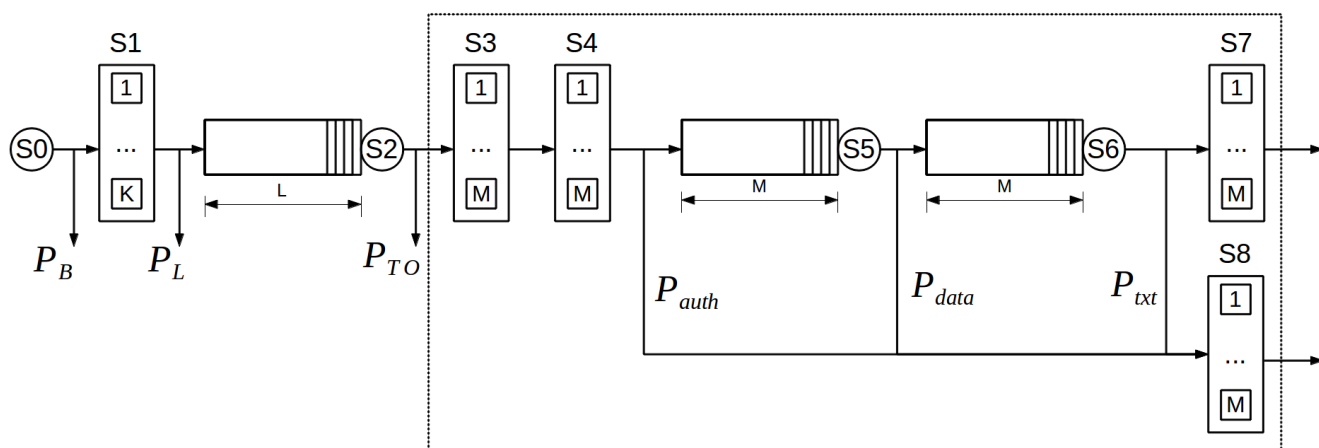 S1
S3
S4
S7
1
1
1
1
S0
...
S2
...
...
S5
S6
...
K
M
M
M
L
M
M
P_B
P_L
P_TO
P_auth
P_data
P_txt
S8
1
...
M